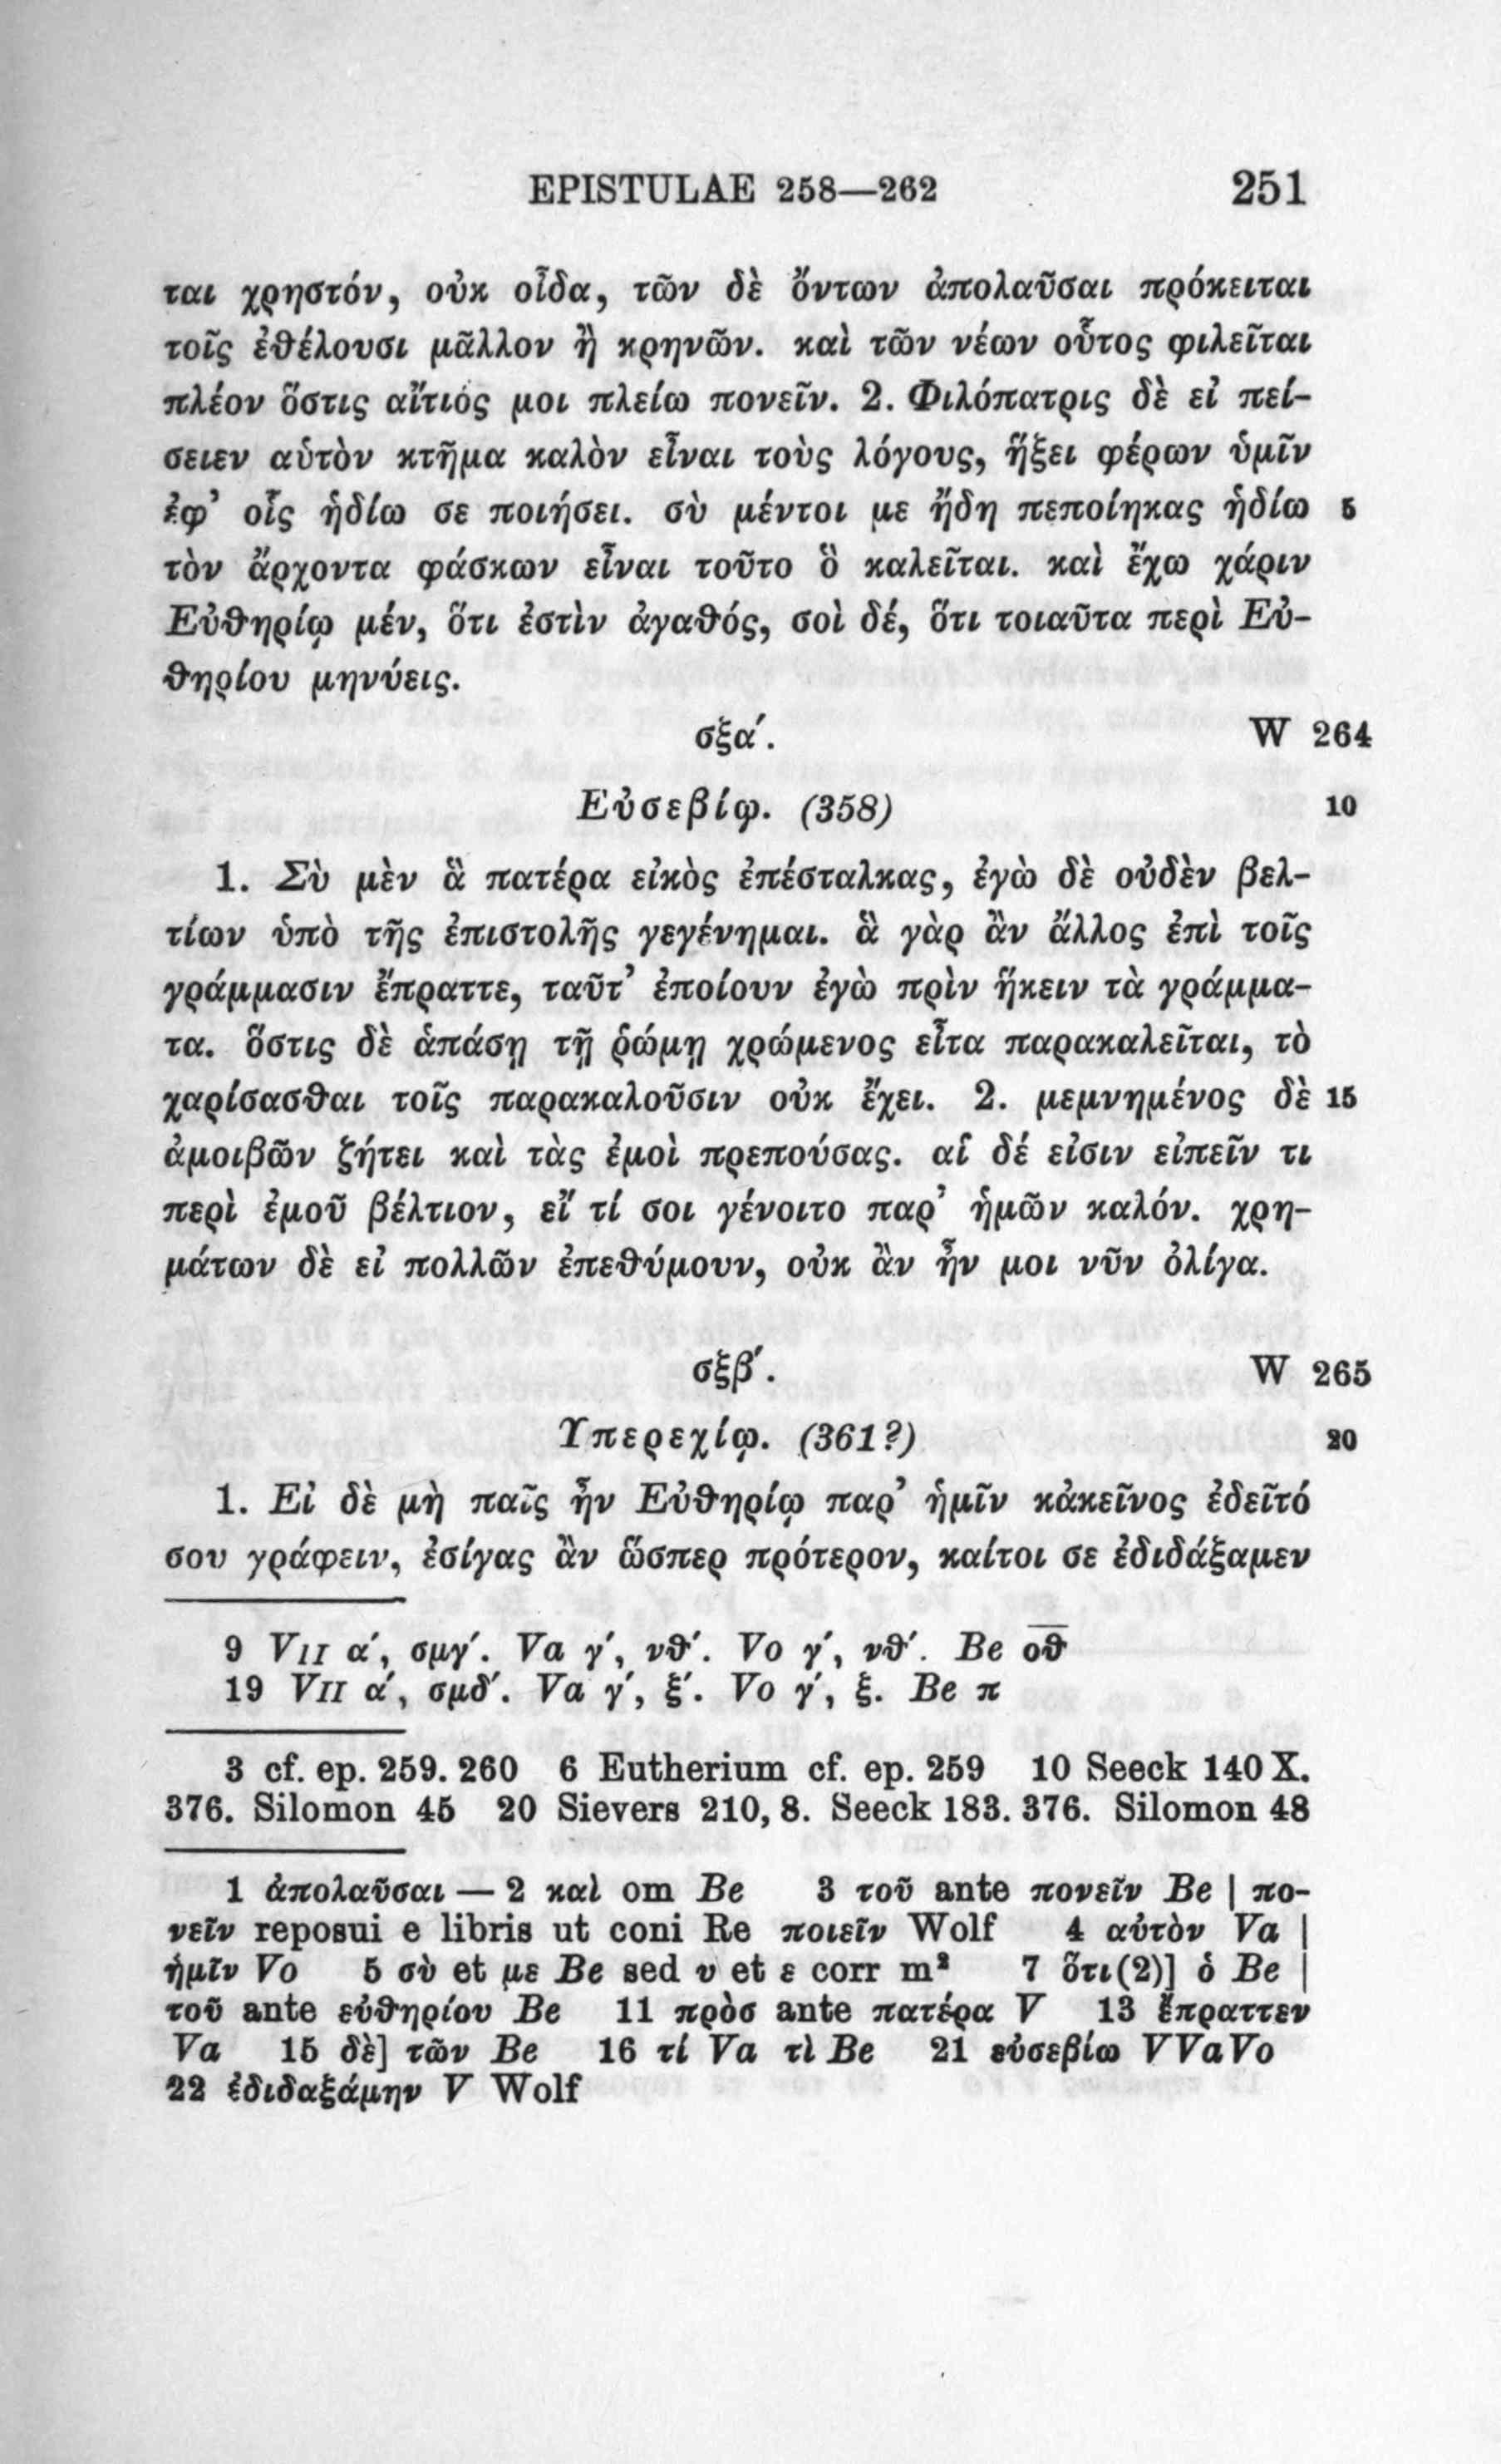 EPISTULAE 258—262 251
ται χρηστόν, οὐκ οἶδα, τῶν δὲ ὄντων ἀπολαῦσαι πρόκειται
τοῖς ἐθέλουσι μᾶλλον ἢ κρηνῶν. καὶ τῶν νέων οὗτος φιλεῖται
πλέον ὅστις αἴτιός μοι πλείω πονεῖν. 2. Φιλόπατρις δὲ εἰ πεί-
σειεν αὑτὸν κτῆμα καλὸν εἶναι τοὺς λόγους, ἥξει φέρων ὑμῖν
ἐφ’ οἷς ἡδίω σε ποιήσει. σὺ μέντοι με ἤδη πεποίηκας ἡδίω 5
τὸν ἄρχοντα φάσκων εἶναι τοῦτο ὃ καλεῖται. καὶ ἔχω χάριν
Εὐθηρίῳ μέν, ὅτι ἐστὶν ἀγαθός, σοὶ δέ, ὅτι τοιαῦτα περὶ Εὐ-
θηρίου μηνύεις.
σξα΄. W 264
Εὐσεβίῳ. (358) 10
1. Σὺ μὲν ἃ πατέρα εἰκὸς ἐπέσταλκας, ἐγὼ δὲ οὐδὲν βελ-
τίων ὑπὸ τῆς ἐπιστολῆς γεγένημαι. ἃ γὰρ ἂν ἄλλος ἐπὶ τοῖς
γράμμασιν ἔπραττε, ταῦτ’ ἐποίουν ἐγὼ πρὶν ἥκειν τὰ γράμμα-
τα. ὅστις δὲ ἁπάσῃ τῇ ῥώμῃ χρώμενος εἶτα παρακαλεῖται, τὸ
χαρίσασθαι τοῖς παρακαλοῦσιν οὐκ ἔχει. 2. μεμνημένος δὲ 15
ἀμοιβῶν ζήτει καὶ τὰς ἐμοὶ πρεπούσας. αἱ δέ εἰσιν εἰπεῖν τι
περὶ ἐμοῦ βέλτιον, εἴ τί σοι γένοιτο παρ’ ἡμῶν καλόν. χρη-
μάτων δὲ εἰ πολλῶν ἐπεθύμουν, οὐκ ἂν ἦν μοι νῦν ὀλίγα.
σξβ΄. W 265
Ὑπερεχίῳ. (361?) 20
1. Εἰ δὲ μὴ παῖς ἦν Εὐθηρίῳ παρ’ ἡμῖν κἀκεῖνος ἐδεῖτό
σου γράφειν, ἐσίγας ἂν ὥσπερ πρότερον, καίτοι σε ἐδιδάξαμεν
9 VII α΄, σμγ΄. Va γ΄, νθ΄. Vo γ΄, νθ΄. Be ο̅θ̅
19 VII α΄, σμδ΄. Va γ΄, ξ΄. Vo γ΄, ξ. Be π
3 cf. ep. 259. 260 6 Eutherium cf. ep. 259 10 Seeck 140 X.
376. Silomon 45 20 Sievers 210, 8. Seeck 183. 376. Silomon 48
1 ἀπολαῦσαι — 2 καὶ om Be 3 τοῦ ante πονεῖν Be | πο-
νεῖν reposui e libris ut coni Re ποιεῖν Wolf 4 αὐτὸν Va |
ἡμῖν Vo 5 σὺ et με Be sed υ et ε corr m² 7 ὅτι(2)] ὁ Be |
τοῦ ante εὐθηρίου Be 11 πρὸσ ante πατέρα V 13 ἔπραττεν
Va 15 δὲ] τῶν Be 16 τί Va τὶ Be 21 εὐσεβίω V Va Vo
22 ἐδιδαξάμην V Wolf